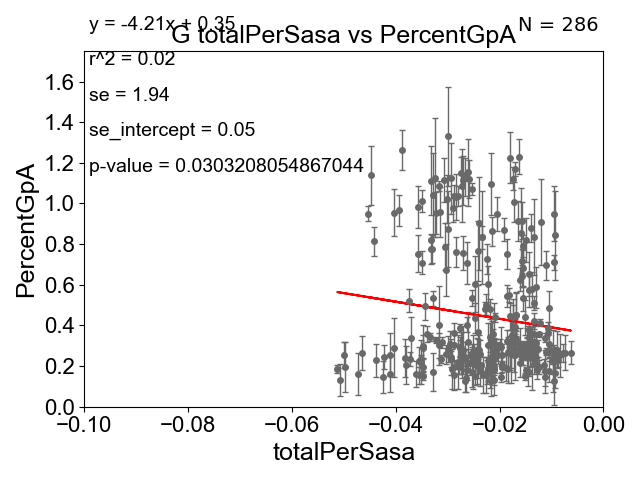 y = -4.21x + 0.35
N = 286
G totalPerSasa vs PercentGpA
r^2 = 0.02
se = 1.94
se_intercept = 0.05
p-value = 0.0303208054867044
PercentGpA
1.6
1.4
1.2
1.0
0.8
0.6
0.4
0.2
0.0
−0.10 −0.08 −0.06 −0.04 −0.02 0.00
totalPerSasa